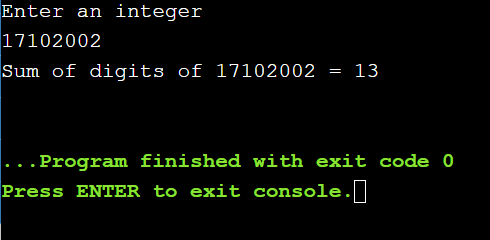 Enter an integer
17102002
Sum of digits of 17102002 = 13
...Program finished with exit code 0
Press ENTER to exit console.